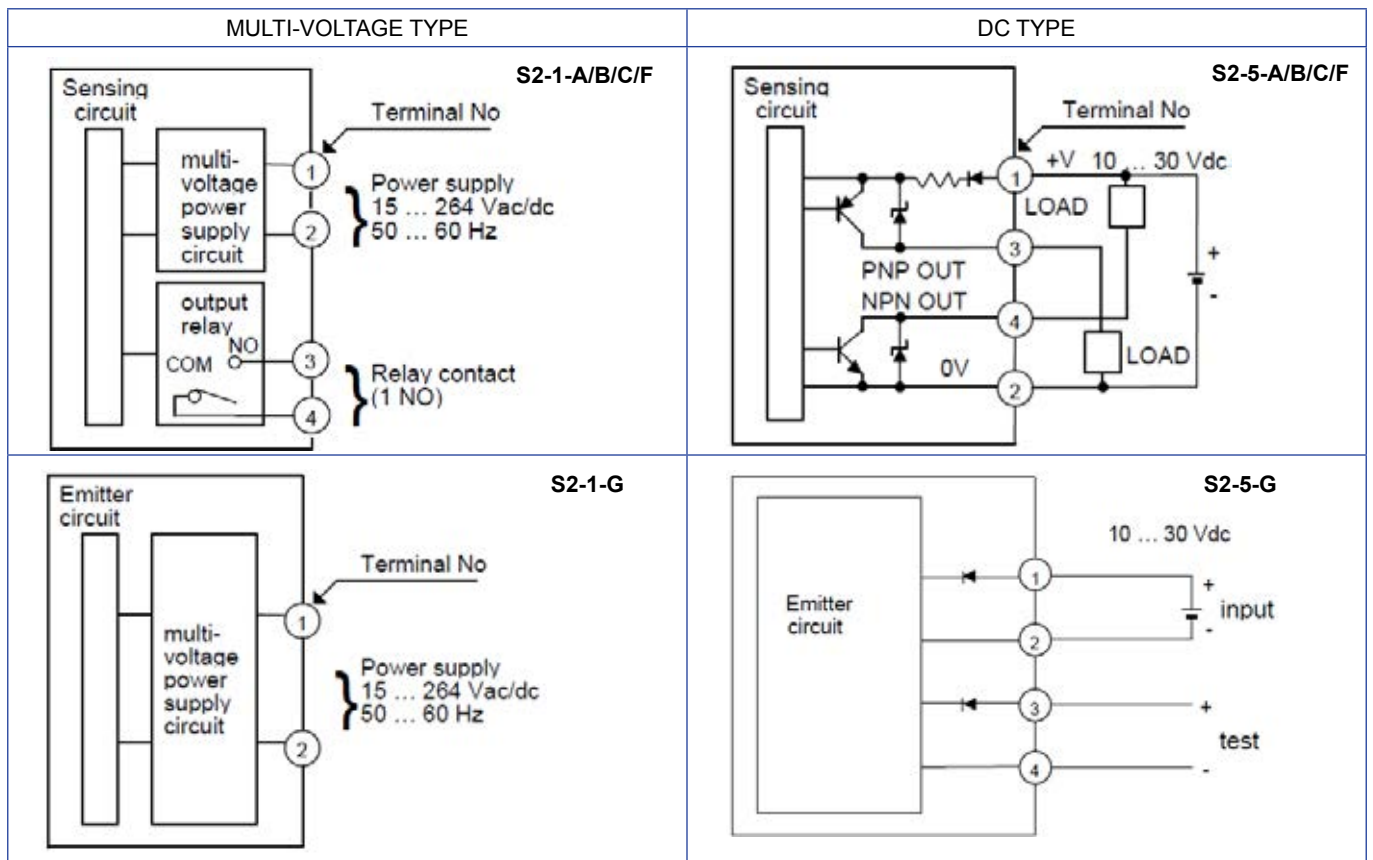 MULTI-VOLTAGE TYPE
DC TYPE
S2-1-A/B/C/F
Sensing
circuit
Terminal No
multi-
voltage
power
supply
circuit
1
2
Power supply
15 ... 264 Vac/dc
50 ... 60 Hz
output
relay
NO
COM
3
4
Relay contact
(1 NO)
S2-5-A/B/C/F
Sensing
circuit
Terminal No
1
+V 10 ... 30 Vdc
LOAD
3
+
-
PNP OUT
NPN OUT
4
LOAD
0V
2
S2-1-G
Emitter
circuit
Terminal No
1
multi-
voltage
power
supply
circuit
Power supply
15 ... 264 Vac/dc
50 ... 60 Hz
2
S2-5-G
10 ... 30 Vdc
Emitter
circuit
1
+
input
-
2
3
+
test
4
-